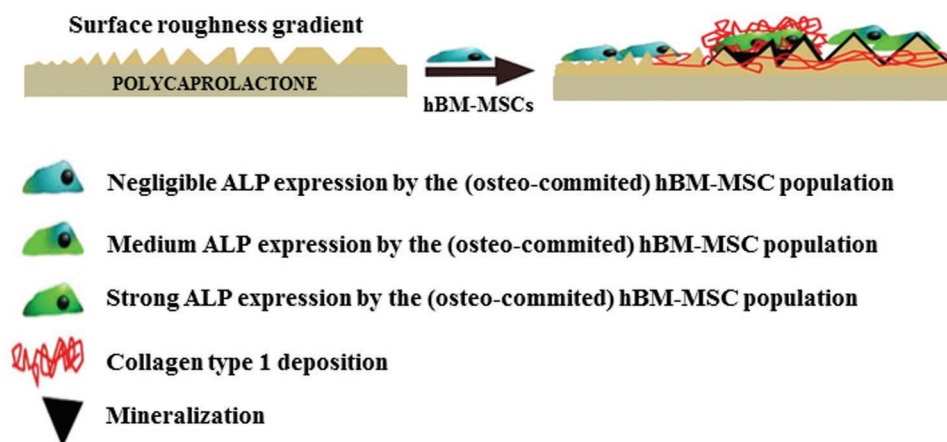 Surface roughness gradient
POLYCAPROLACTONE
hBM-MSCs
Negligible ALP expression by the (osteo-commited) hBM-MSC population
Medium ALP expression by the (osteo-commited) hBM-MSC population
Strong ALP expression by the (osteo-commited) hBM-MSC population
Collagen type 1 deposition
Mineralization